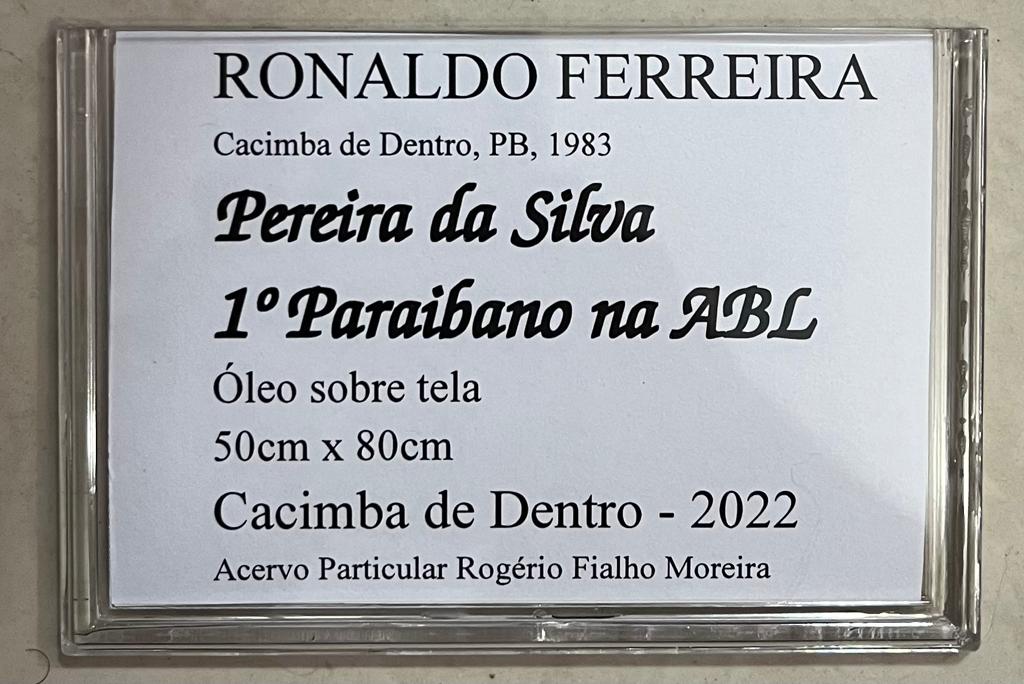 RONALDO FERREIRA
Cacimba de Dentro, PB, 1983
Pereira da Silva
1º Paraibano na ABL
Óleo sobre tela
50cm x 80cm
Cacimba de Dentro - 2022
Acervo Particular Rogério Fialho Moreira